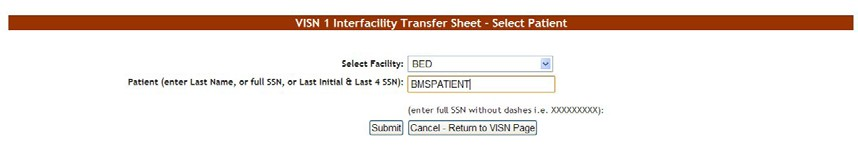 VISN 1 Interfacility Transfer Sheet - Select Patient
Select Facility: BED
Patient (enter Last Name, or full SSN, or Last Initial & Last 4 SSN): BMSPATIENT
(enter full SSN without dashes i.e. XXXXXXXXX):
Submit Cancel - Return to VISN Page